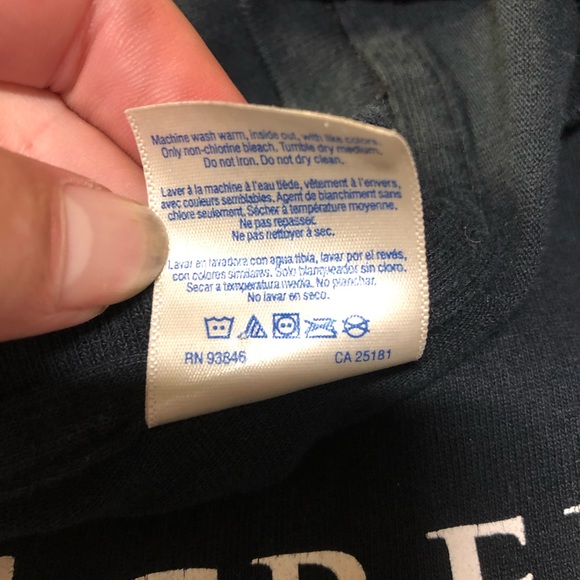 Machine wash warm, inside out, with like colors.
Only non-chlorine bleach. Tumble dry medium.
Do not iron. Do not dry clean.
Laver à la machine à l'eau tiède, vêtement à l'envers,
avec couleurs semblables. Agent de blanchiment sans
chlore seulement. Sécher à température moyenne.
Ne pas repasser.
Ne pas nettoyer à sec.
Lavar en lavadora con agua tibia, lavar por el revés,
con colores similares. Solo blanqueador sin cloro.
Secar a temperatura media. No planchar.
No lavar en seco.
RN 93846 CA 25181